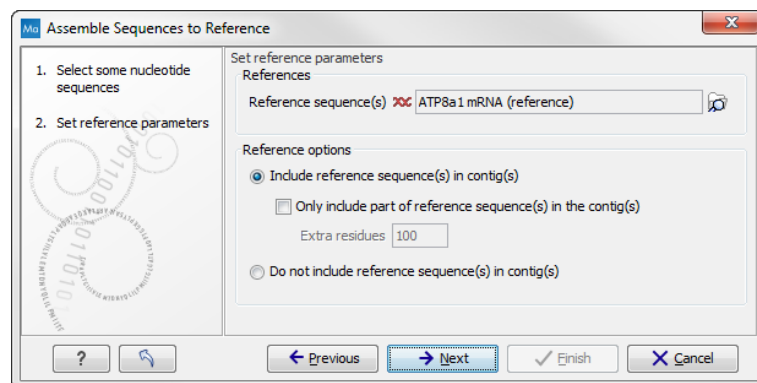 Ma Assemble Sequences to Reference
X
1. Select some nucleotide
sequences
2. Set reference parameters
Set reference parameters
References
Reference sequence(s) ATP8a1 mRNA (reference)
Reference options
Include reference sequence(s) in contig(s)
Only include part of reference sequence(s) in the contig(s)
Extra residues 100
Do not include reference sequence(s) in contig(s)
?
Previous
Next
Finish
Cancel